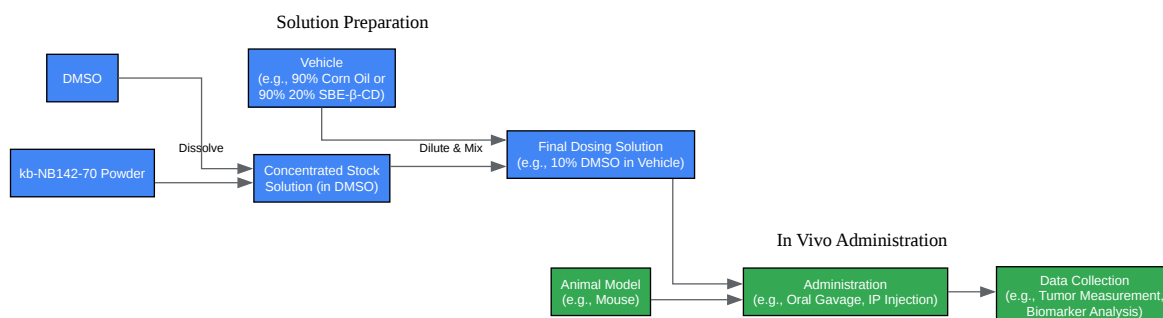 Solution Preparation
DMSO
Vehicle
(e.g., 90% Corn Oil or
90% 20% SBE-β-CD)
Dissolve
Dilute & Mix
kb-NB142-70 Powder
Concentrated Stock
Solution (in DMSO)
Final Dosing Solution
(e.g., 10% DMSO in Vehicle)
In Vivo Administration
Animal Model
(e.g., Mouse)
Administration
(e.g., Oral Gavage, IP Injection)
Data Collection
(e.g., Tumor Measurement,
Biomarker Analysis)